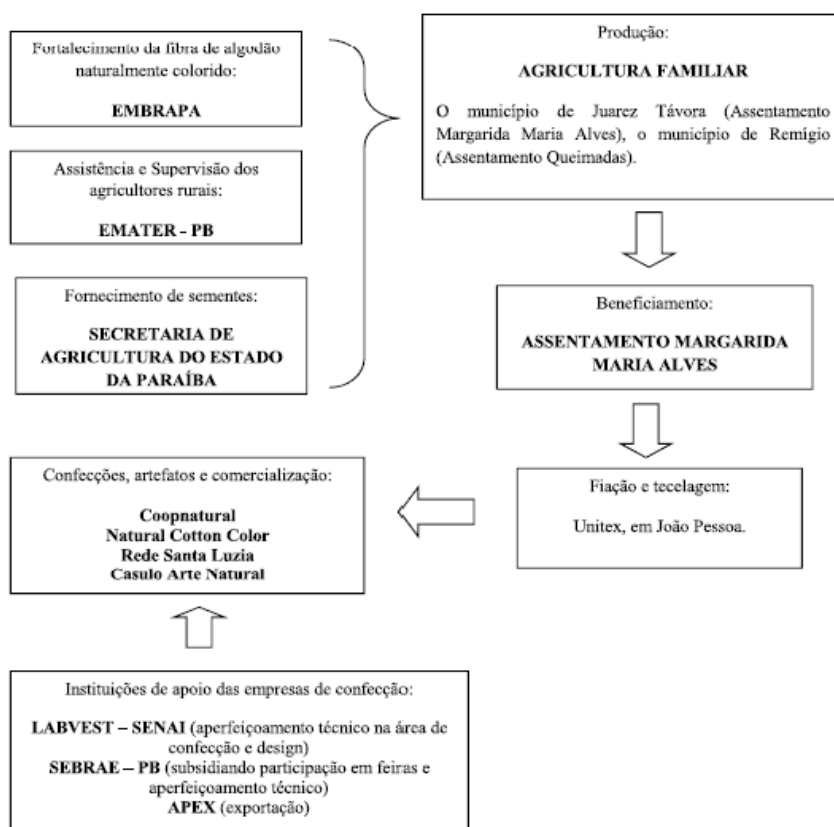 Fortalecimento da fibra de algodão
naturalmente colorido:
EMBRAPA
Assistência e Supervisão dos
agricultores rurais:
EMATER - PB
Fornecimento de sementes:
SECRETARIA DE
AGRICULTURA DO ESTADO
DA PARAÍBA
Produção:
AGRICULTURA FAMILIAR
O município de Juarez Távora (Assentamento
Margarida Maria Alves), o município de Remígio
(Assentamento Queimadas).
Beneficiamento:
ASSENTAMENTO MARGARIDA
MARIA ALVES
Fiação e tecelagem:
Unitex, em João Pessoa.
Confecções, artefatos e comercialização:
Coopnatural
Natural Cotton Color
Rede Santa Luzia
Casulo Arte Natural
Instituições de apoio das empresas de confecção:
LABVEST – SENAI (aperfeiçoamento técnico na área de
confecção e design)
SEBRAE – PB (subsidiando participação em feiras e
aperfeiçoamento técnico)
APEX (exportação)